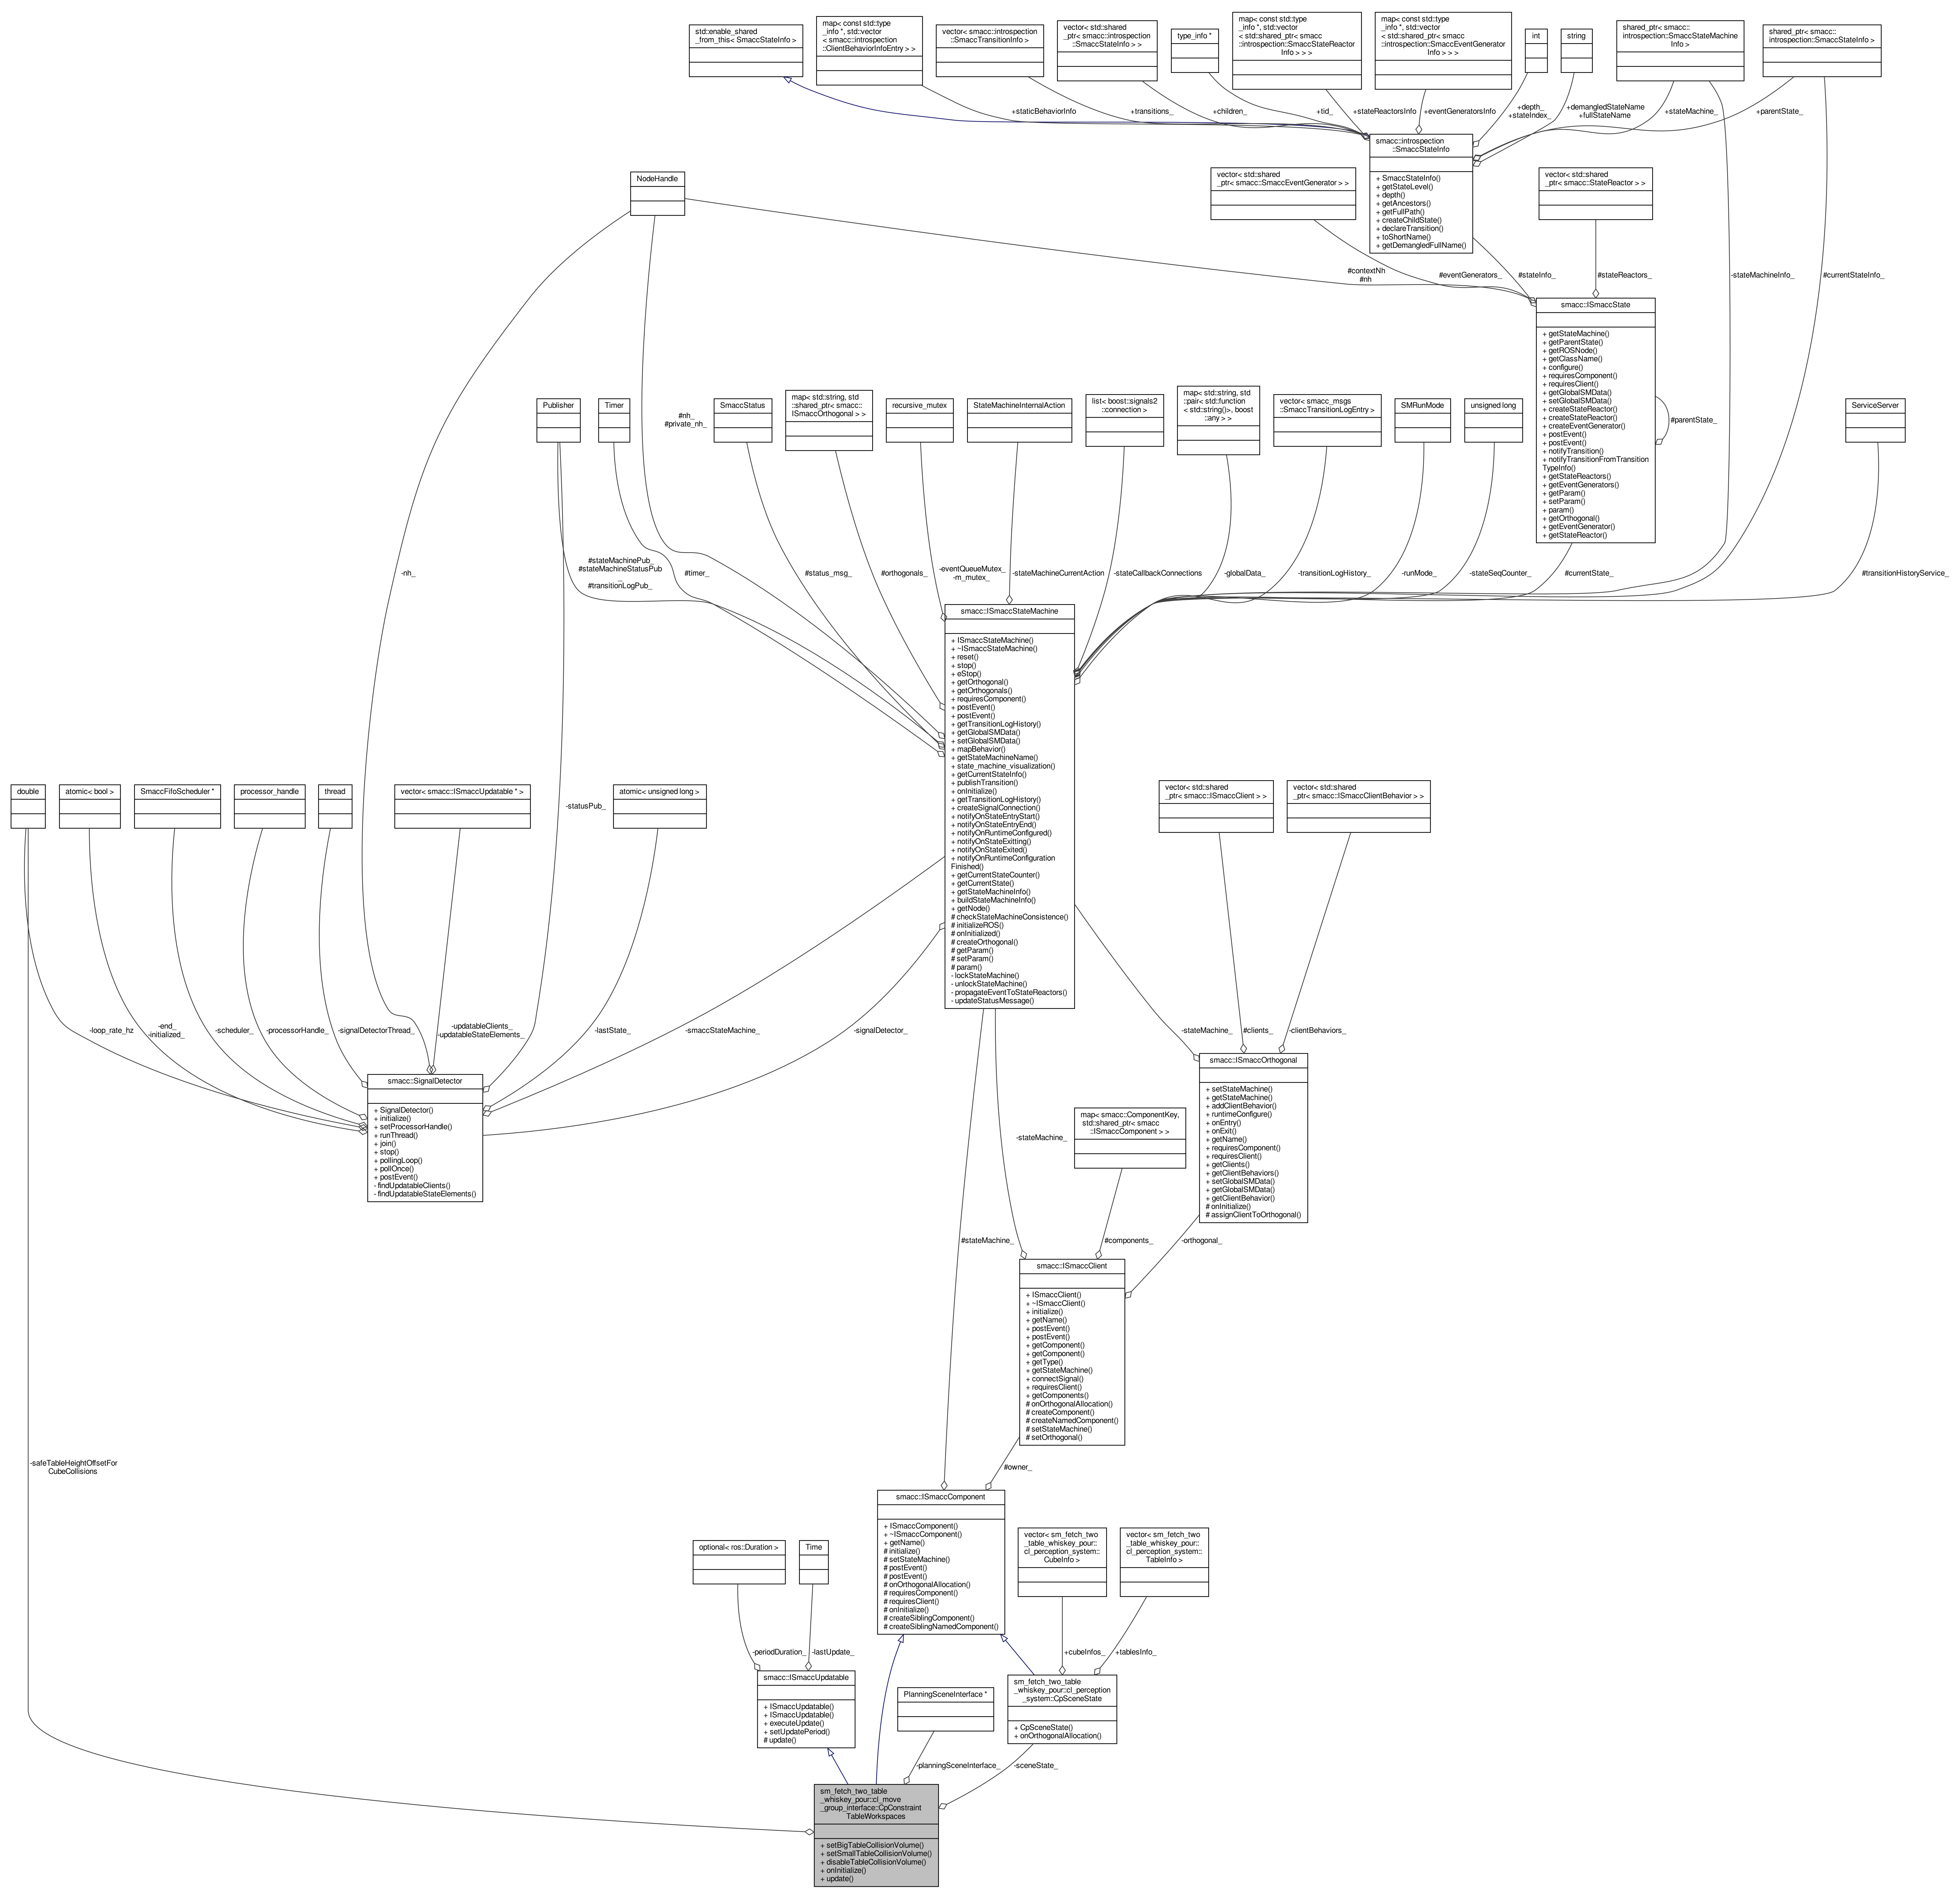 std::enable_shared
_from_this< SmaccStateInfo >
map< const std::type
_info *, std::vector
< smacc::introspection
::ClientBehaviorInfoEntry > >
vector< smacc::introspection
::SmaccTransitionInfo >
vector< std::shared
_ptr< smacc::introspection
::SmaccStateInfo > >
type_info *
map< const std::type
_info *, std::vector
< std::shared_ptr< smacc
::introspection::SmaccStateReactor
Info > > >
map< const std::type
_info *, std::vector
< std::shared_ptr< smacc
::introspection::SmaccEventGenerator
Info > > >
int
string
shared_ptr< smacc::
introspection::SmaccStateMachine
Info >
shared_ptr< smacc::
introspection::SmaccStateInfo >
+staticBehaviorInfo
+transitions_
+children_
+tid_
+stateReactorsInfo
+eventGeneratorsInfo
+depth_
+stateIndex_
+demangledStateName
+fullStateName
+stateMachine_
+parentState_
smacc::introspection
::SmaccStateInfo
+ SmaccStateInfo()
+ getStateLevel()
+ depth()
+ getAncestors()
+ getFullPath()
+ createChildState()
+ declareTransition()
+ toShortName()
+ getDemangledFullName()
NodeHandle
vector< std::shared
_ptr< smacc::SmaccEventGenerator > >
vector< std::shared
_ptr< smacc::StateReactor > >
#contextNh
#nh
#eventGenerators_
#stateInfo_
#stateReactors_
-stateMachineInfo_
#currentStateInfo_
smacc::ISmaccState
+ getStateMachine()
+ getParentState()
+ getROSNode()
+ getClassName()
+ configure()
+ requiresComponent()
+ requiresClient()
+ getGlobalSMData()
+ setGlobalSMData()
+ createStateReactor()
+ createStateReactor()
+ createEventGenerator()
+ postEvent()
+ postEvent()
+ notifyTransition()
+ notifyTransitionFromTransition
TypeInfo()
+ getStateReactors()
+ getEventGenerators()
+ getParam()
+ setParam()
+ param()
+ getOrthogonal()
+ getEventGenerator()
+ getStateReactor()
#parentState_
Publisher
Timer
#nh_
#private_nh_
SmaccStatus
map< std::string, std
::shared_ptr< smacc::
ISmaccOrthogonal > >
recursive_mutex
StateMachineInternalAction
list< boost::signals2
::connection >
map< std::string, std
::pair< std::function
< std::string()>, boost
::any > >
vector< smacc_msgs
::SmaccTransitionLogEntry >
SMRunMode
unsigned long
ServiceServer
-nh_
#stateMachinePub_
#stateMachineStatusPub
_
#transitionLogPub_
#timer_
#status_msg_
#orthogonals_
-eventQueueMutex_
-m_mutex_
-stateMachineCurrentAction
-stateCallbackConnections
-globalData_
-transitionLogHistory_
-runMode_
-stateSeqCounter_
#currentState_
#transitionHistoryService_
smacc::ISmaccStateMachine
+ ISmaccStateMachine()
+ ~ISmaccStateMachine()
+ reset()
+ stop()
+ eStop()
+ getOrthogonal()
+ getOrthogonals()
+ requiresComponent()
+ postEvent()
+ postEvent()
+ getTransitionLogHistory()
+ getGlobalSMData()
+ setGlobalSMData()
+ mapBehavior()
+ getStateMachineName()
+ state_machine_visualization()
+ getCurrentStateInfo()
+ publishTransition()
+ onInitialize()
+ getTransitionLogHistory()
+ createSignalConnection()
+ notifyOnStateEntryStart()
+ notifyOnStateEntryEnd()
+ notifyOnRuntimeConfigured()
+ notifyOnStateExitting()
+ notifyOnStateExited()
+ notifyOnRuntimeConfiguration
Finished()
+ getCurrentStateCounter()
+ getCurrentState()
+ getStateMachineInfo()
+ buildStateMachineInfo()
+ getNode()
# checkStateMachineConsistence()
# initializeROS()
# onInitialized()
# createOrthogonal()
# getParam()
# setParam()
# param()
- lockStateMachine()
- unlockStateMachine()
- propagateEventToStateReactors()
- updateStatusMessage()
double
atomic< bool >
SmaccFifoScheduler *
processor_handle
thread
vector< smacc::ISmaccUpdatable * >
-statusPub_
atomic< unsigned long >
vector< std::shared
_ptr< smacc::ISmaccClient > >
vector< std::shared
_ptr< smacc::ISmaccClientBehavior > >
-loop_rate_hz
-end_
-initialized_
-scheduler_
-processorHandle_
-signalDetectorThread_
-updatableClients_
-updatableStateElements_
-lastState_
-smaccStateMachine_
-signalDetector_
-stateMachine_
#clients_
-clientBehaviors_
smacc::SignalDetector
+ SignalDetector()
+ initialize()
+ setProcessorHandle()
+ runThread()
+ join()
+ stop()
+ pollingLoop()
+ pollOnce()
+ postEvent()
- findUpdatableClients()
- findUpdatableStateElements()
smacc::ISmaccOrthogonal
+ setStateMachine()
+ getStateMachine()
+ addClientBehavior()
+ runtimeConfigure()
+ onEntry()
+ onExit()
+ getName()
+ requiresComponent()
+ requiresClient()
+ getClients()
+ getClientBehaviors()
+ setGlobalSMData()
+ getGlobalSMData()
+ getClientBehavior()
# onInitialize()
# assignClientToOrthogonal()
map< smacc::ComponentKey,
std::shared_ptr< smacc
::ISmaccComponent > >
-stateMachine_
#stateMachine_
#components_
-orthogonal_
smacc::ISmaccClient
+ ISmaccClient()
+ ~ISmaccClient()
+ initialize()
+ getName()
+ postEvent()
+ postEvent()
+ getComponent()
+ getComponent()
+ getType()
+ getStateMachine()
+ connectSignal()
+ requiresClient()
+ getComponents()
# onOrthogonalAllocation()
# createComponent()
# createNamedComponent()
# setStateMachine()
# setOrthogonal()
-safeTableHeightOffsetFor
CubeCollisions
#owner_
smacc::ISmaccComponent
+ ISmaccComponent()
+ ~ISmaccComponent()
+ getName()
# initialize()
# setStateMachine()
# postEvent()
# postEvent()
# onOrthogonalAllocation()
# requiresComponent()
# requiresClient()
# onInitialize()
# createSiblingComponent()
# createSiblingNamedComponent()
optional< ros::Duration >
Time
vector< sm_fetch_two
_table_whiskey_pour::
cl_perception_system::
CubeInfo >
vector< sm_fetch_two
_table_whiskey_pour::
cl_perception_system::
TableInfo >
-periodDuration_
-lastUpdate_
+cubeInfos_
+tablesInfo_
smacc::ISmaccUpdatable
+ ISmaccUpdatable()
+ ISmaccUpdatable()
+ executeUpdate()
+ setUpdatePeriod()
# update()
PlanningSceneInterface *
sm_fetch_two_table
_whiskey_pour::cl_perception
_system::CpSceneState
+ CpSceneState()
+ onOrthogonalAllocation()
-planningSceneInterface_
-sceneState_
sm_fetch_two_table
_whiskey_pour::cl_move
_group_interface::CpConstraint
TableWorkspaces
+ setBigTableCollisionVolume()
+ setSmallTableCollisionVolume()
+ disableTableCollisionVolume()
+ onInitialize()
+ update()